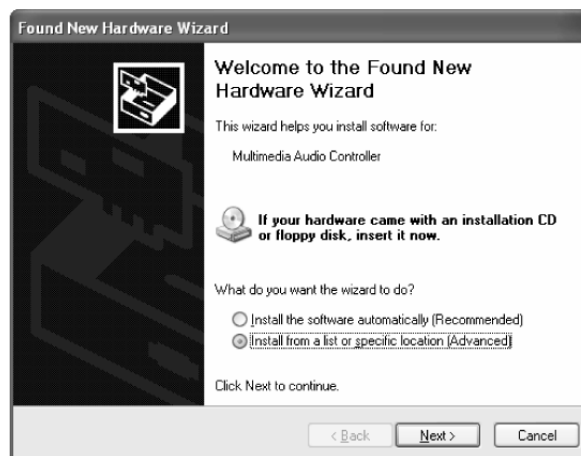 Found New Hardware Wizard
Welcome to the Found New
Hardware Wizard
This wizard helps you install software for:
Multimedia Audio Controller
If your hardware came with an installation CD
or floppy disk, insert it now.
What do you want the wizard to do?
Install the software automatically (Recommended)
Install from a list or specific location (Advanced)
Click Next to continue.
< Back Next > Cancel